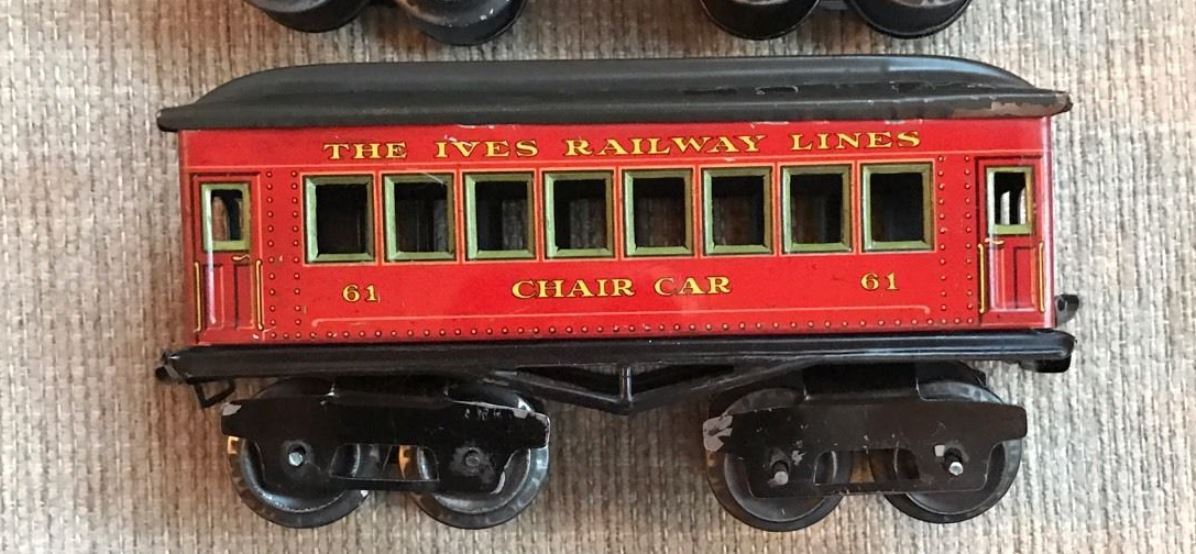 THE IVES RAILWAY LINES
61 CHAIR CAR 61